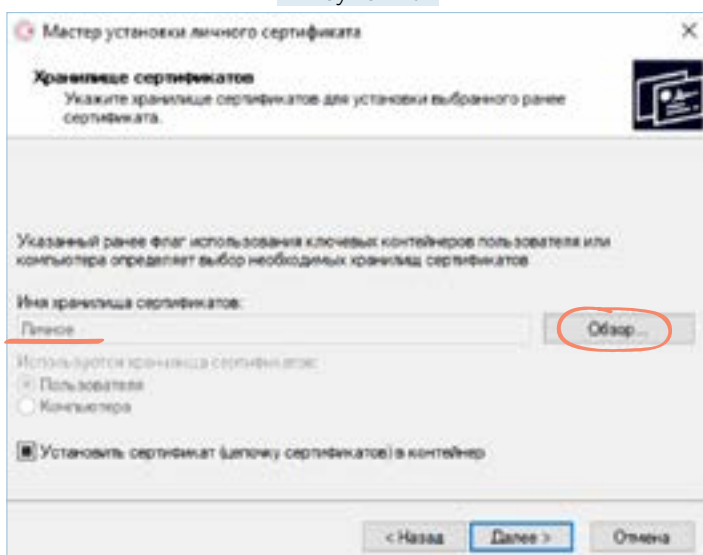 Мастер установки личного сертификата
Хранилище сертификатов
Укажите хранилище сертификатов для установки выбранного ранее
сертификата.
Указанный ранее флаг использования ключевых контейнеров пользователя или
компьютера определяет выбор необходимых хранилищ сертификатов
Имя хранилища сертификатов:
Личное
Обзор...
Используются хранилища сертификатов:
Пользователя
Компьютера
Установить сертификат (цепочку сертификатов) в контейнер
< Назад
Далее >
Отмена